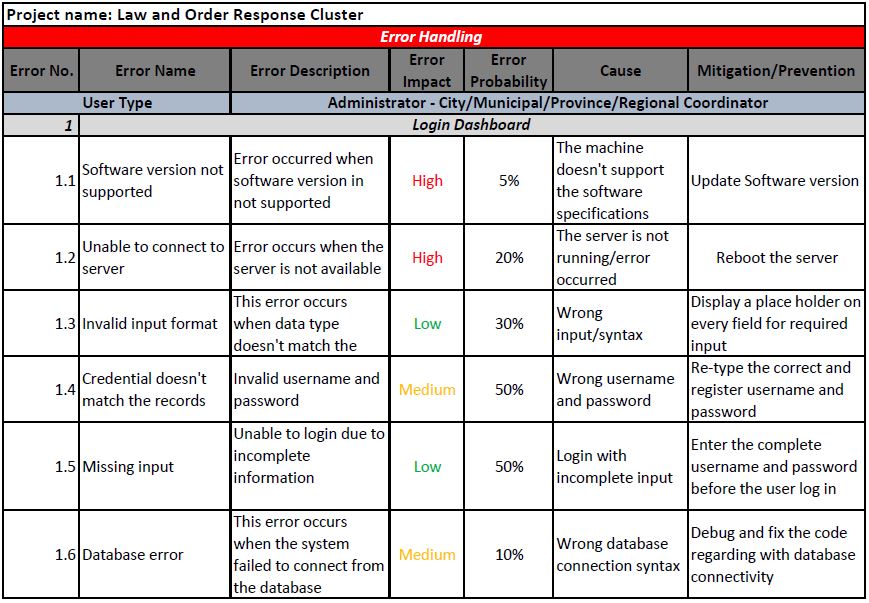 Project name: Law and Order Response Cluster
Error Handling
Error No. Error Name Error Description Error Impact Error Probability Cause Mitigation/Prevention
User Type Administrator - City/Municipal/Province/Regional Coordinator
1 Login Dashboard
1.1 Software version not supported Error occurred when software version in not supported High 5% The machine doesn't support the software specifications Update Software version
1.2 Unable to connect to server Error occurs when the server is not available High 20% The server is not running/error occurred Reboot the server
1.3 Invalid input format This error occurs when data type doesn't match the Low 30% Wrong input/syntax Display a place holder on every field for required input
1.4 Credential doesn't match the records Invalid username and password Medium 50% Wrong username and password Re-type the correct and register username and password
1.5 Missing input Unable to login due to incomplete information Low 50% Login with incomplete input Enter the complete username and password before the user log in
1.6 Database error This error occurs when the system failed to connect from the database Medium 10% Wrong database connection syntax Debug and fix the code regarding with database connectivity